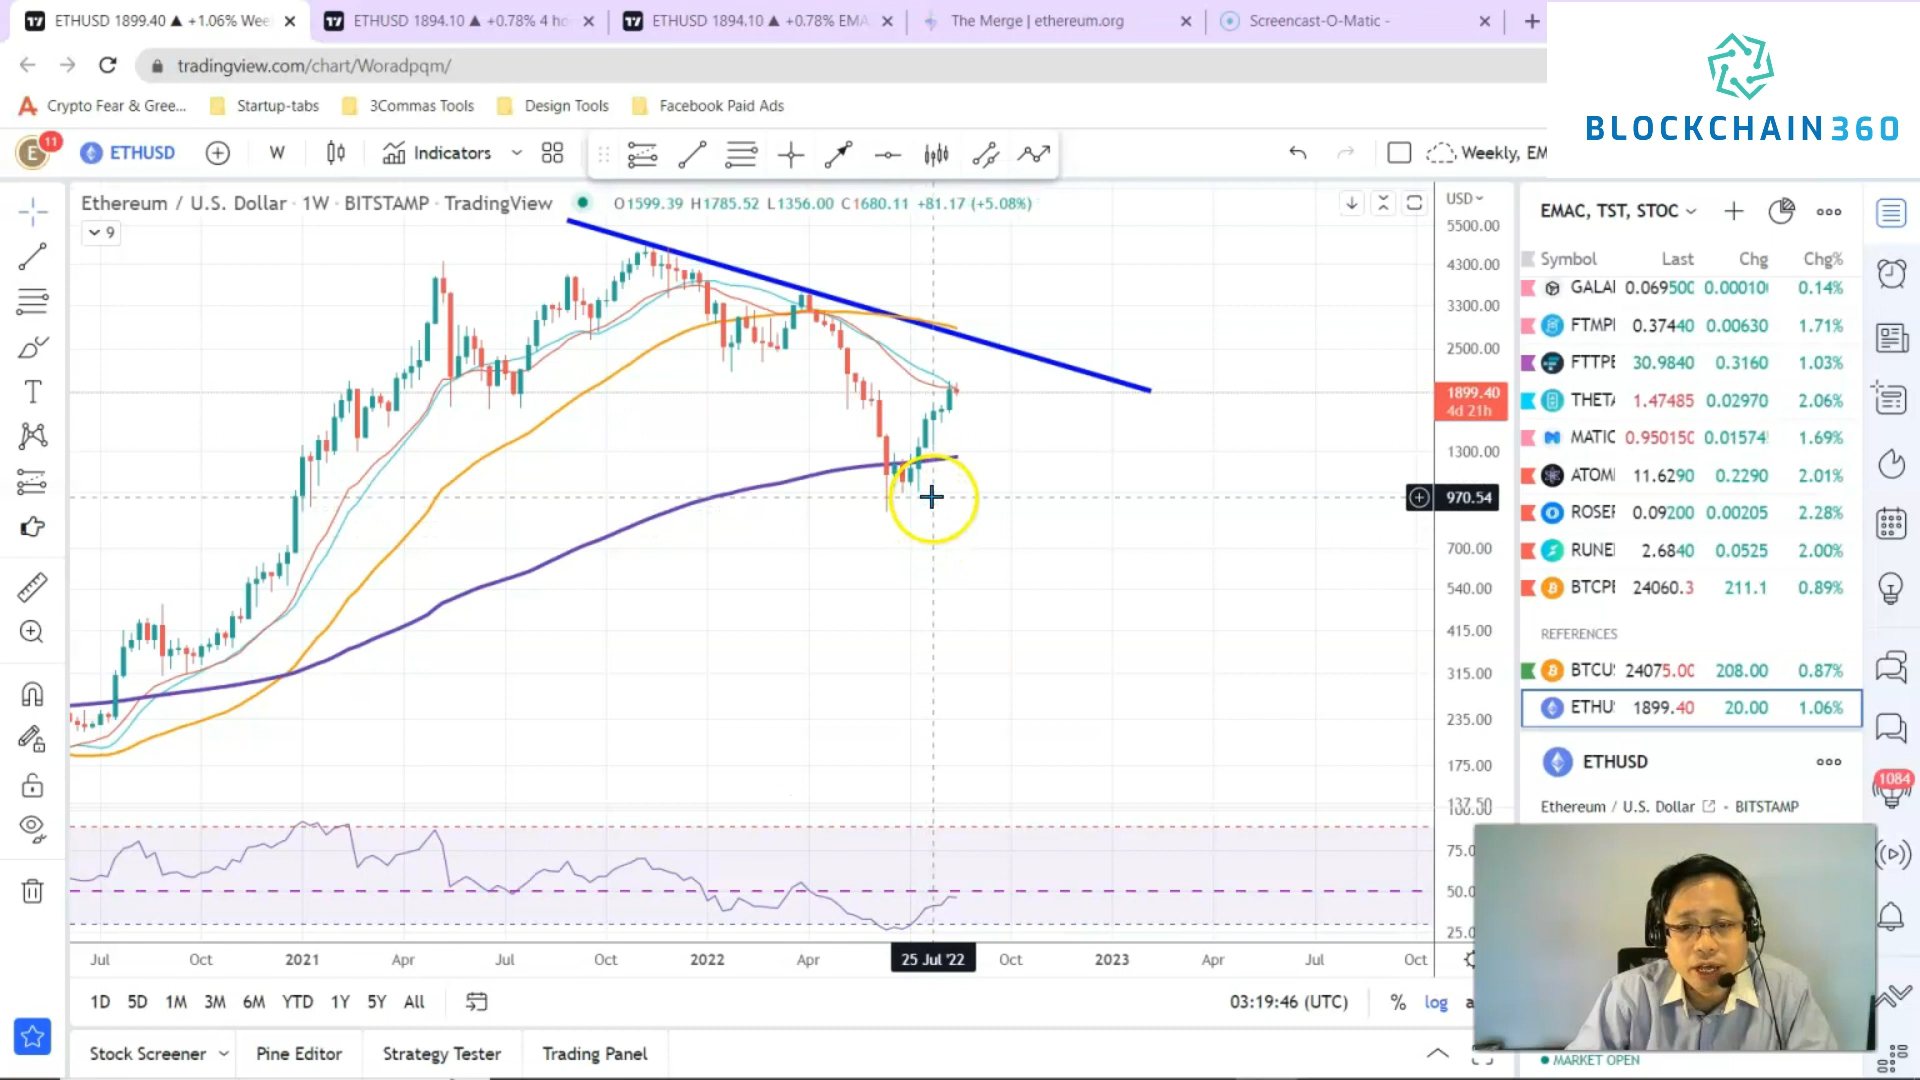 ETHUSD 1899.40 ▲ +1.06% Wee
ETHUSD 1894.10 ▲ +0.78% 4 ho
ETHUSD 1894.10 ▲ +0.78% EMA
The Merge | ethereum.org
Screencast-O-Matic -
tradingview.com/chart/Woradpqm/
Crypto Fear & Gree...
Startup-tabs
3Commas Tools
Design Tools
Facebook Paid Ads
BLOCKCHAIN360
E
11
ETHUSD
W
Indicators
Weekly, EM
Ethereum / U.S. Dollar · 1W · BITSTAMP · TradingView
O1599.39 H1785.52 L1356.00 C1680.11 +81.17 (+5.08%)
9
USD
5500.00
4300.00
3300.00
2500.00
1899.40
4d 21h
1300.00
970.54
700.00
540.00
415.00
315.00
235.00
175.00
137.50
75.0
50.0
25.0
Jul
Oct
2021
Apr
Jul
Oct
2022
Apr
25 Jul '22
Oct
2023
Apr
Jul
Oct
1D 5D 1M 3M 6M YTD 1Y 5Y All
03:19:46 (UTC)
%
log
a
Stock Screener
Pine Editor
Strategy Tester
Trading Panel
EMAC, TST, STOC
Symbol Last Chg Chg%
GALAI 0.06950 0.00010 0.14%
FTMPI 0.37440 0.00630 1.71%
FTTPE 30.9840 0.3160 1.03%
THETA 1.47485 0.02970 2.06%
MATIC 0.95015 0.01574 1.69%
ATOM 11.6290 0.2290 2.01%
ROSEF 0.09200 0.00205 2.28%
RUNE 2.6840 0.0525 2.00%
BTCPE 24060.3 211.1 0.89%
REFERENCES
BTCU 24075.00 208.00 0.87%
ETHU 1899.40 20.00 1.06%
ETHUSD
Ethereum / U.S. Dollar · BITSTAMP
1084
MARKET OPEN